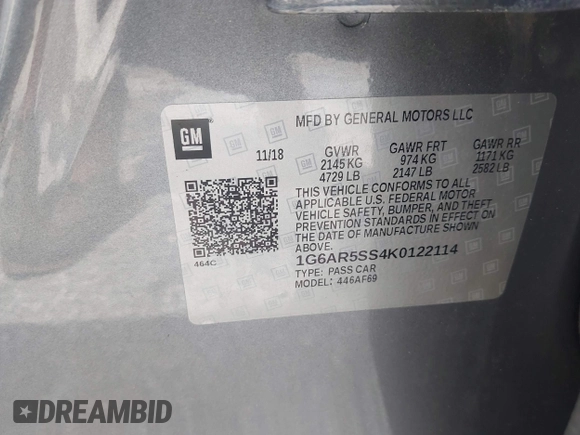 MFD BY GENERAL MOTORS LLC
GM
11/18
GVWR GAWR FRT GAWR RR
2145 KG 974 KG 1171 KG
4729 LB 2147 LB 2582 LB
THIS VEHICLE CONFORMS TO ALL
APPLICABLE U.S. FEDERAL MOTOR
VEHICLE SAFETY, BUMPER, AND THEFT
PREVENTION STANDARDS IN EFFECT ON
THE DATE OF MANUFACTURE SHOWN
ABOVE.
464C
1G6AR5SS4K0122114
TYPE: PASS CAR
MODEL: 446AF69
DREAMBID